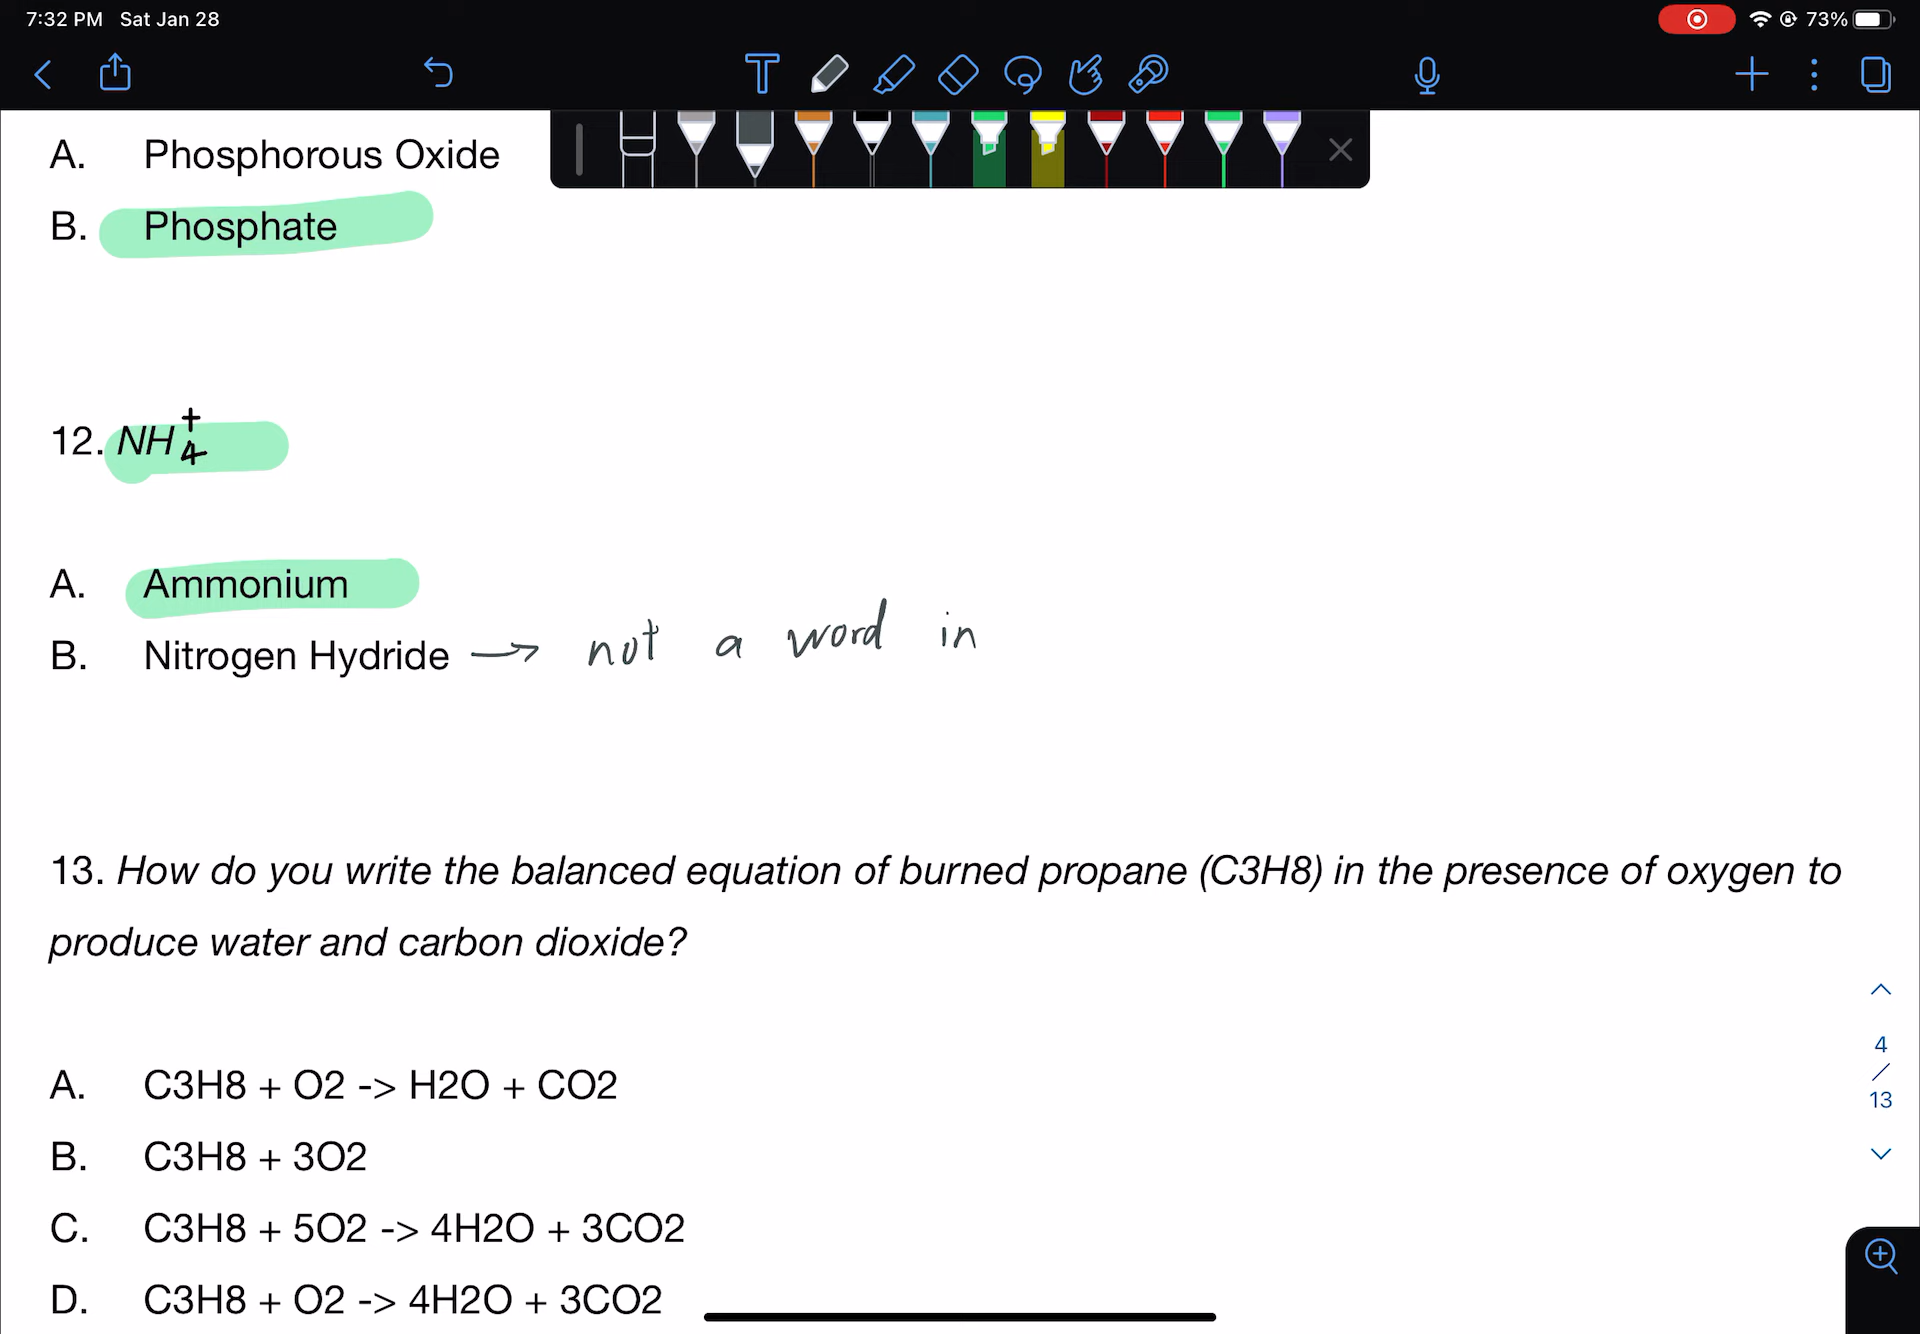 7:32 PM Sat Jan 28 73%
A. Phosphorous Oxide
B. Phosphate
12. NH4+
A. Ammonium
B. Nitrogen Hydride → not a word in
13. How do you write the balanced equation of burned propane (C3H8) in the presence of oxygen to
produce water and carbon dioxide?
4
/
13
A. C3H8 + O2 -> H2O + CO2
B. C3H8 + 3O2
C. C3H8 + 5O2 -> 4H2O + 3CO2
D. C3H8 + O2 -> 4H2O + 3CO2